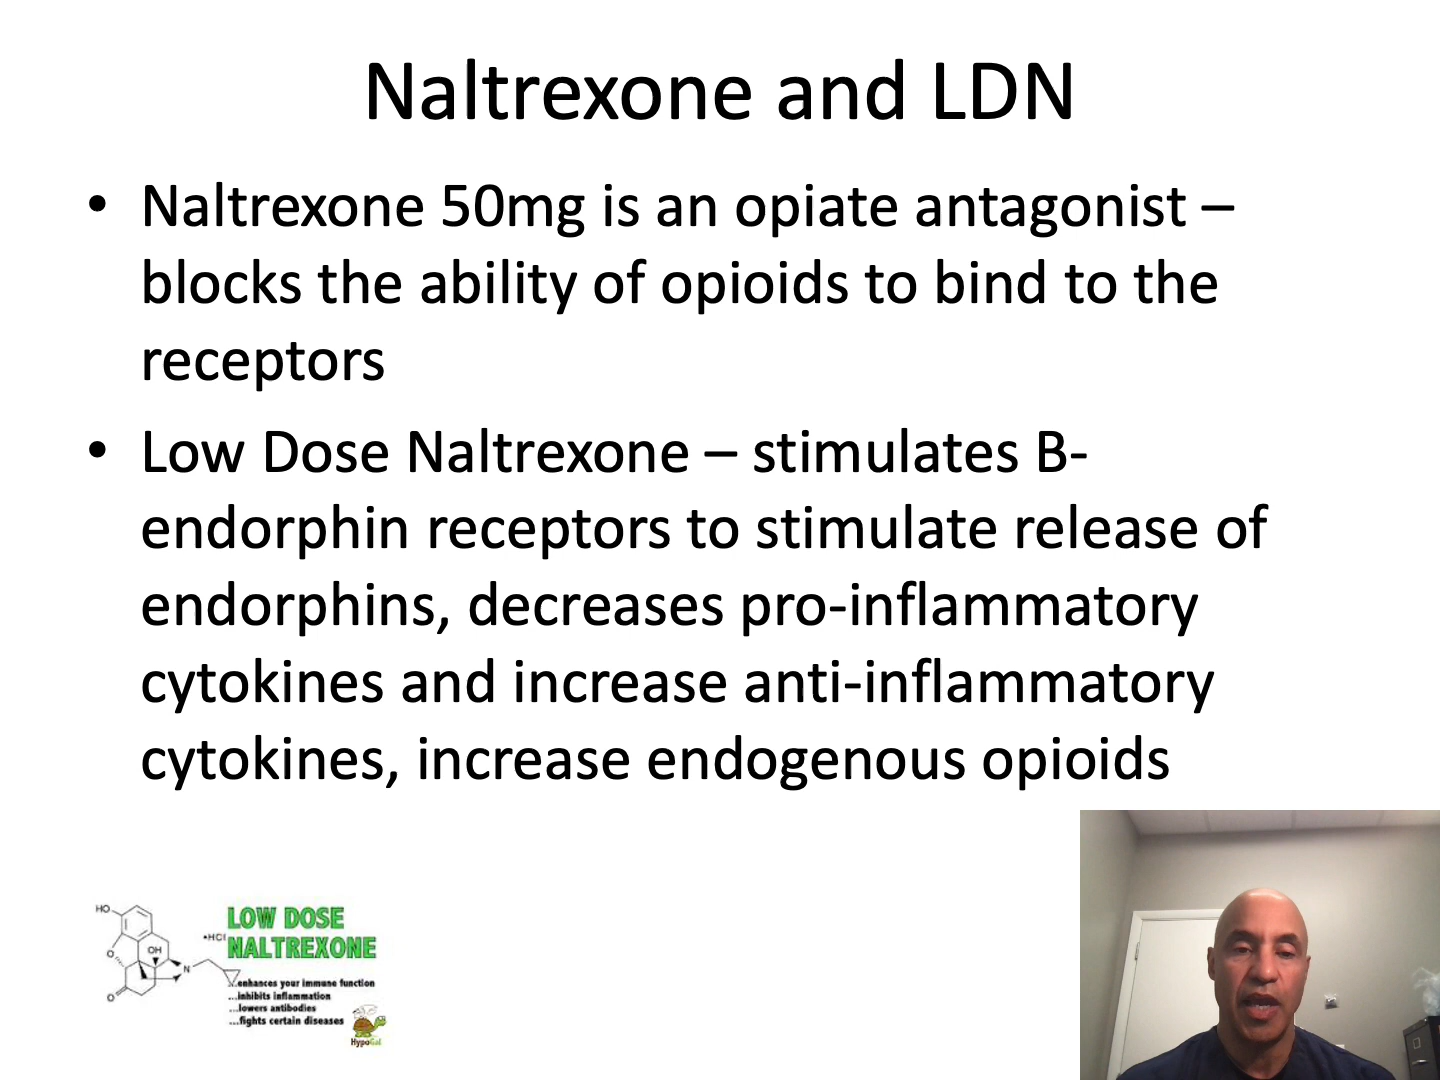 Naltrexone and LDN
• Naltrexone 50mg is an opiate antagonist –
blocks the ability of opioids to bind to the
receptors
• Low Dose Naltrexone – stimulates B-
endorphin receptors to stimulate release of
endorphins, decreases pro-inflammatory
cytokines and increase anti-inflammatory
cytokines, increase endogenous opioids
HO
O
OH
N
O
•HCl
LOW DOSE
NALTREXONE
...enhances your immune function
...inhibits inflammation
...lowers antibodies
...fights certain diseases
HypoGal